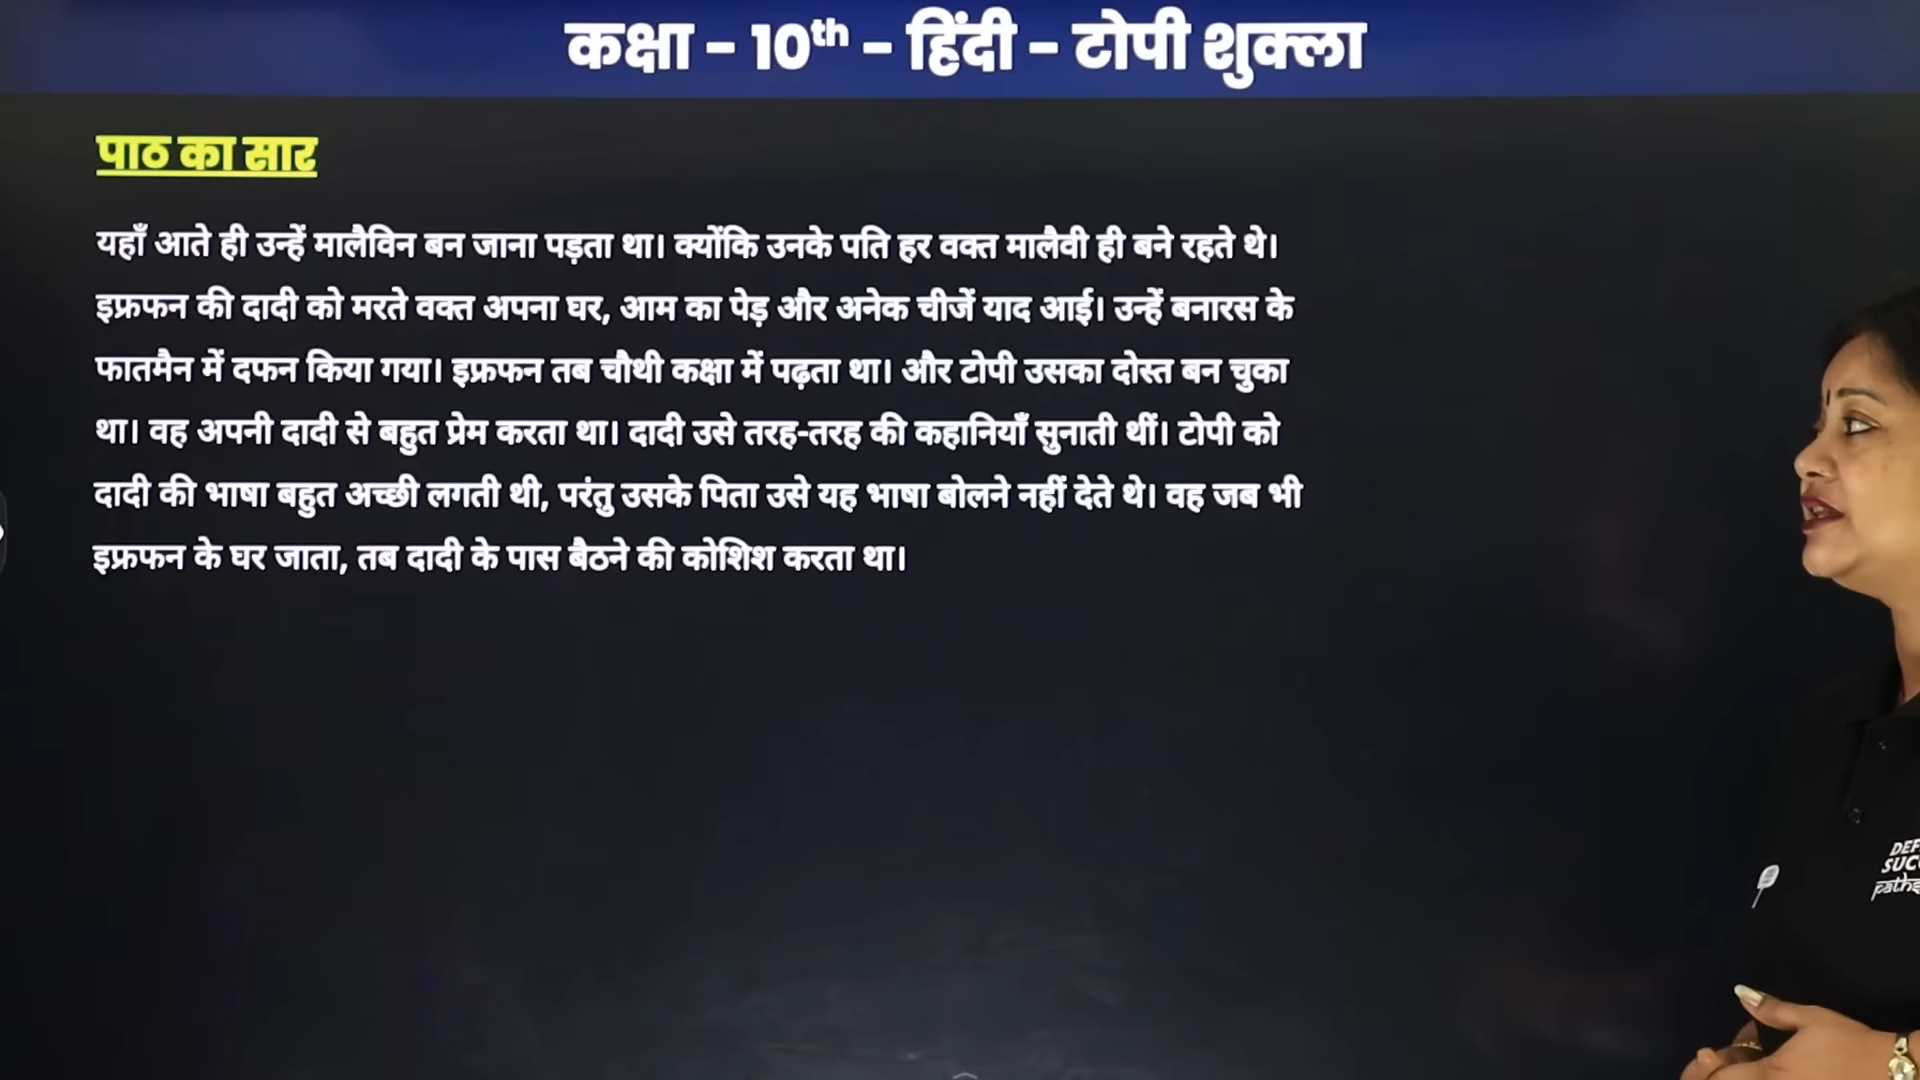 कक्षा – 10th – हिंदी – टोपी शुक्ला
पाठ का सार
यहाँ आते ही उन्हें मालैविन बन जाना पड़ता था। क्योंकि उनके पति हर वक्त मालैवी ही बने रहते थे।
इफ्रफन की दादी को मरते वक्त अपना घर, आम का पेड़ और अनेक चीजें याद आई। उन्हें बनारस के
फातमैन में दफन किया गया। इफ्रफन तब चौथी कक्षा में पढ़ता था। और टोपी उसका दोस्त बन चुका
था। वह अपनी दादी से बहुत प्रेम करता था। दादी उसे तरह-तरह की कहानियाँ सुनाती थीं। टोपी को
दादी की भाषा बहुत अच्छी लगती थी, परंतु उसके पिता उसे यह भाषा बोलने नहीं देते थे। वह जब भी
इफ्रफन के घर जाता, तब दादी के पास बैठने की कोशिश करता था।